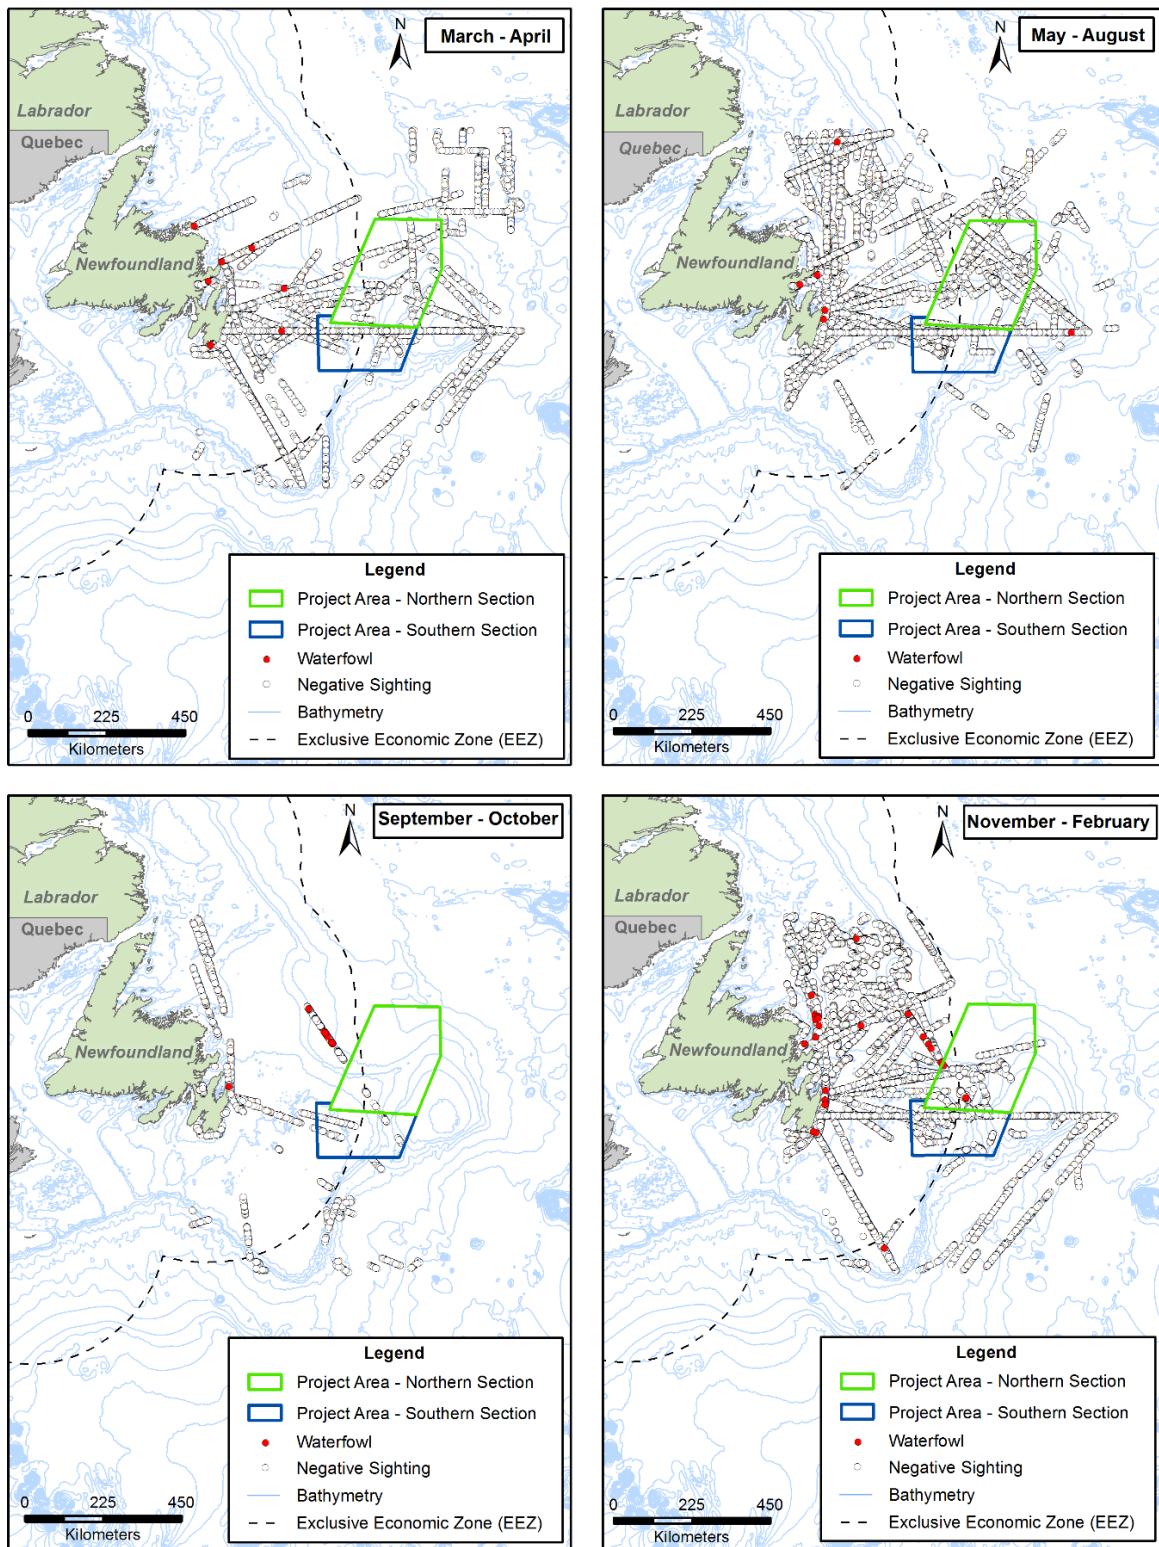 March - April
N
Labrador
Quebec
Newfoundland
Legend
Project Area - Northern Section
Project Area - Southern Section
Waterfowl
Negative Sighting
Bathymetry
Exclusive Economic Zone (EEZ)
0 225 450
Kilometers
May - August
N
Labrador
Quebec
Newfoundland
Legend
Project Area - Northern Section
Project Area - Southern Section
Waterfowl
Negative Sighting
Bathymetry
Exclusive Economic Zone (EEZ)
0 225 450
Kilometers
September - October
N
Labrador
Quebec
Newfoundland
Legend
Project Area - Northern Section
Project Area - Southern Section
Waterfowl
Negative Sighting
Bathymetry
Exclusive Economic Zone (EEZ)
0 225 450
Kilometers
November - February
N
Labrador
Quebec
Newfoundland
Legend
Project Area - Northern Section
Project Area - Southern Section
Waterfowl
Negative Sighting
Bathymetry
Exclusive Economic Zone (EEZ)
0 225 450
Kilometers